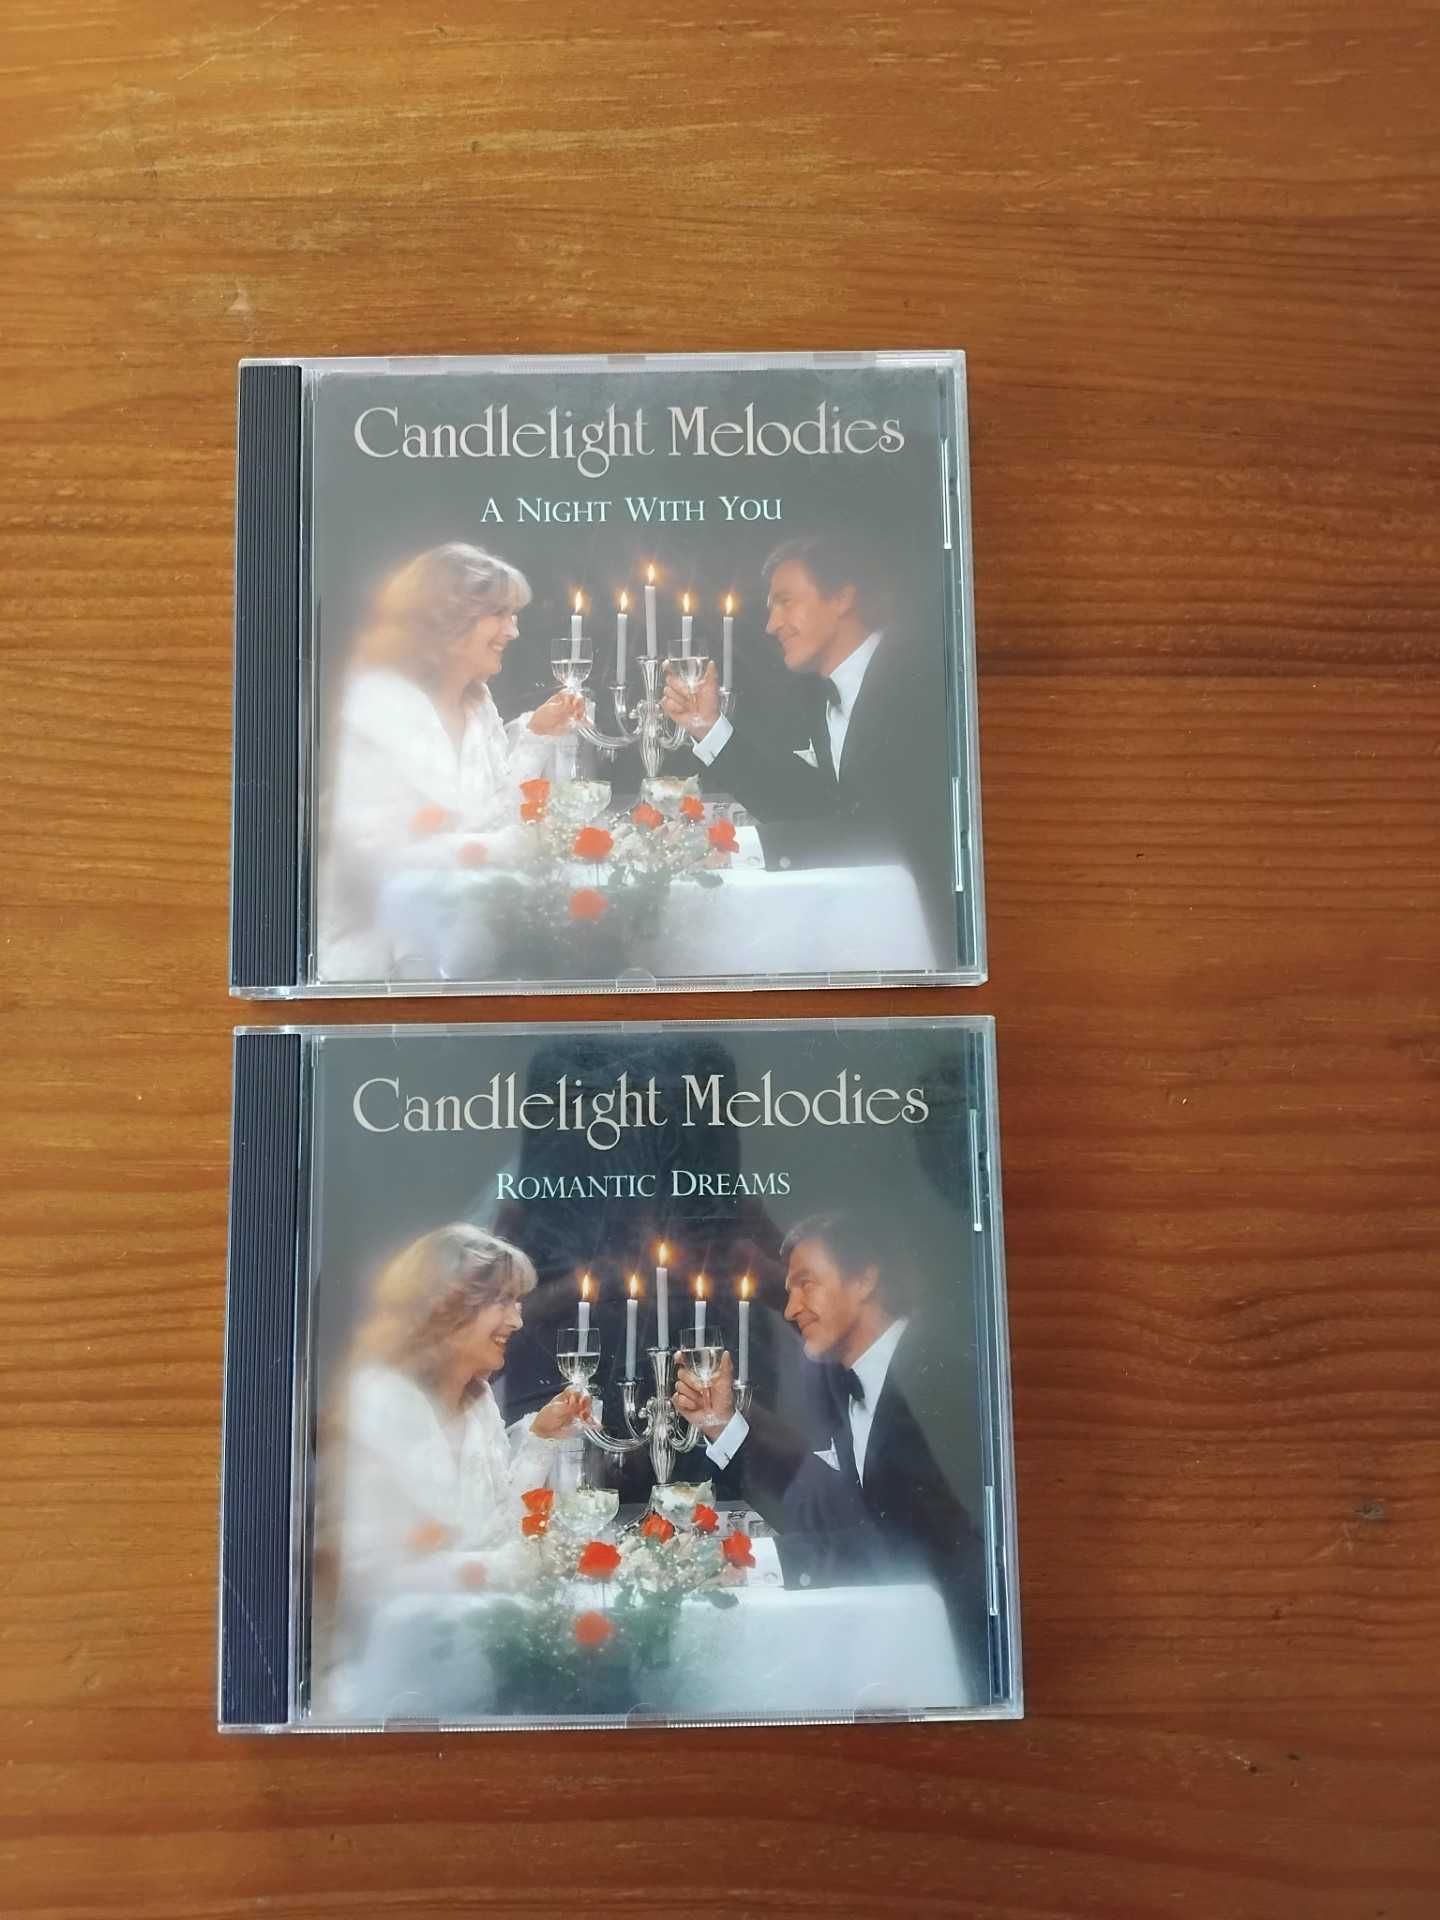 Candlelight Melodies
A NIGHT WITH YOU
Candlelight Melodies
ROMANTIC DREAMS